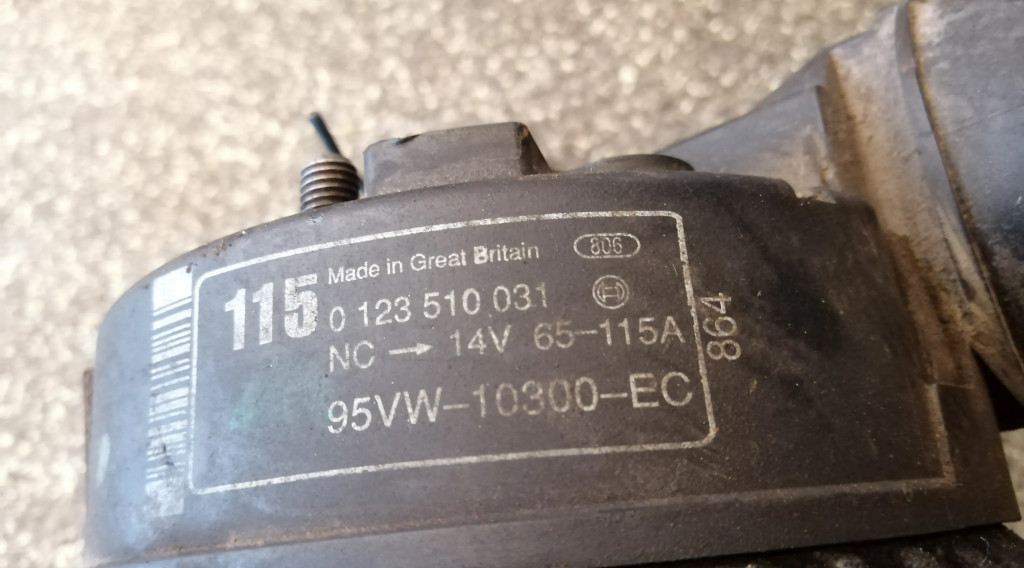 Made in Great Britain 806
115 0 123 510 031
NC → 14V 65-115A
95VW-10300-EC
864